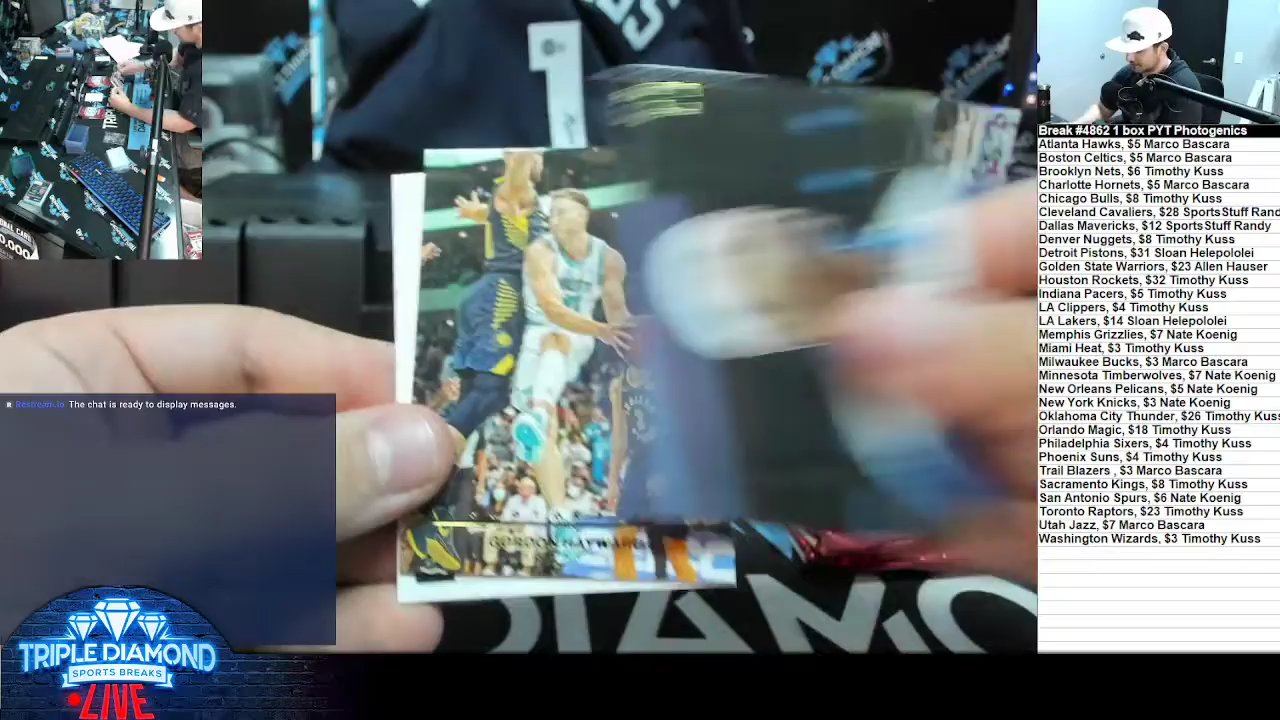 Break #4862 1 box PYT Photogenics
Atlanta Hawks, $5 Marco Bascara
Boston Celtics, $5 Marco Bascara
Brooklyn Nets, $6 Timothy Kuss
Charlotte Hornets, $5 Marco Bascara
Chicago Bulls, $8 Timothy Kuss
Cleveland Cavaliers, $28 SportsStuff Rand
Dallas Mavericks, $12 SportsStuff Randy
Denver Nuggets, $8 Timothy Kuss
Detroit Pistons, $31 Sloan Helepololei
Golden State Warriors, $23 Allen Hauser
Houston Rockets, $32 Timothy Kuss
Indiana Pacers, $5 Timothy Kuss
LA Clippers, $4 Timothy Kuss
LA Lakers, $14 Sloan Helepololei
Memphis Grizzlies, $7 Nate Koenig
Miami Heat, $3 Timothy Kuss
Milwaukee Bucks, $3 Marco Bascara
Minnesota Timberwolves, $7 Nate Koenig
New Orleans Pelicans, $5 Nate Koenig
New York Knicks, $3 Nate Koenig
Oklahoma City Thunder, $26 Timothy Kuss
Orlando Magic, $18 Timothy Kuss
Philadelphia Sixers, $4 Timothy Kuss
Phoenix Suns, $4 Timothy Kuss
Trail Blazers , $3 Marco Bascara
Sacramento Kings, $8 Timothy Kuss
San Antonio Spurs, $6 Nate Koenig
Toronto Raptors, $23 Timothy Kuss
Utah Jazz, $7 Marco Bascara
Washington Wizards, $3 Timothy Kuss
1
GORDON HAYWARD
Restream.io The chat is ready to display messages.
DIAMO
TRIPLE DIAMOND
SPORTS BREAKS
LIVE